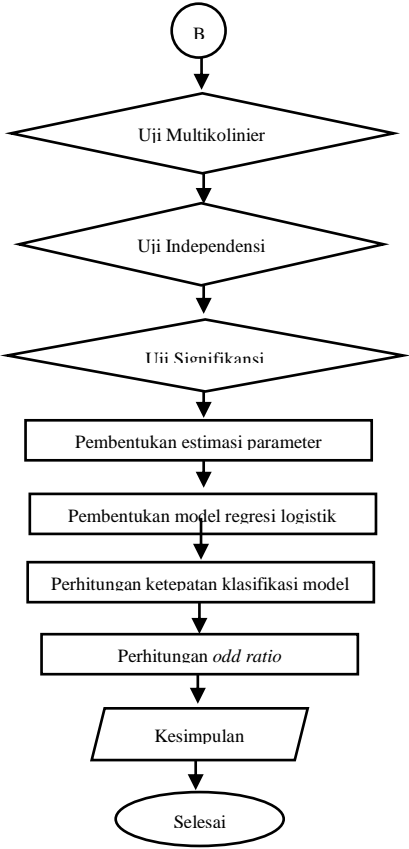 B
Uji Multikolinier
Uji Independensi
Uji Signifikansi
Pembentukan estimasi parameter
Pembentukan model regresi logistik
Perhitungan ketepatan klasifikasi model
Perhitungan odd ratio
Kesimpulan
Selesai